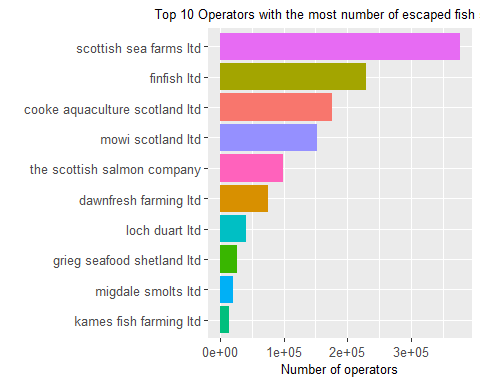 Top 10 Operators with the most number of escaped fish
scottish sea farms ltd
finfish ltd
cooke aquaculture scotland ltd
mowi scotland ltd
the scottish salmon company
dawnfresh farming ltd
loch duart ltd
grieg seafood shetland ltd
migdale smolts ltd
kames fish farming ltd
0e+00 1e+05 2e+05 3e+05
Number of operators